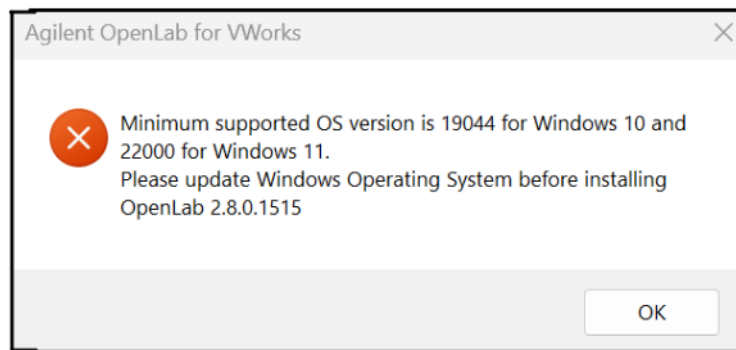 Agilent OpenLab for VWorks
Minimum supported OS version is 19044 for Windows 10 and
22000 for Windows 11.
Please update Windows Operating System before installing
OpenLab 2.8.0.1515
OK